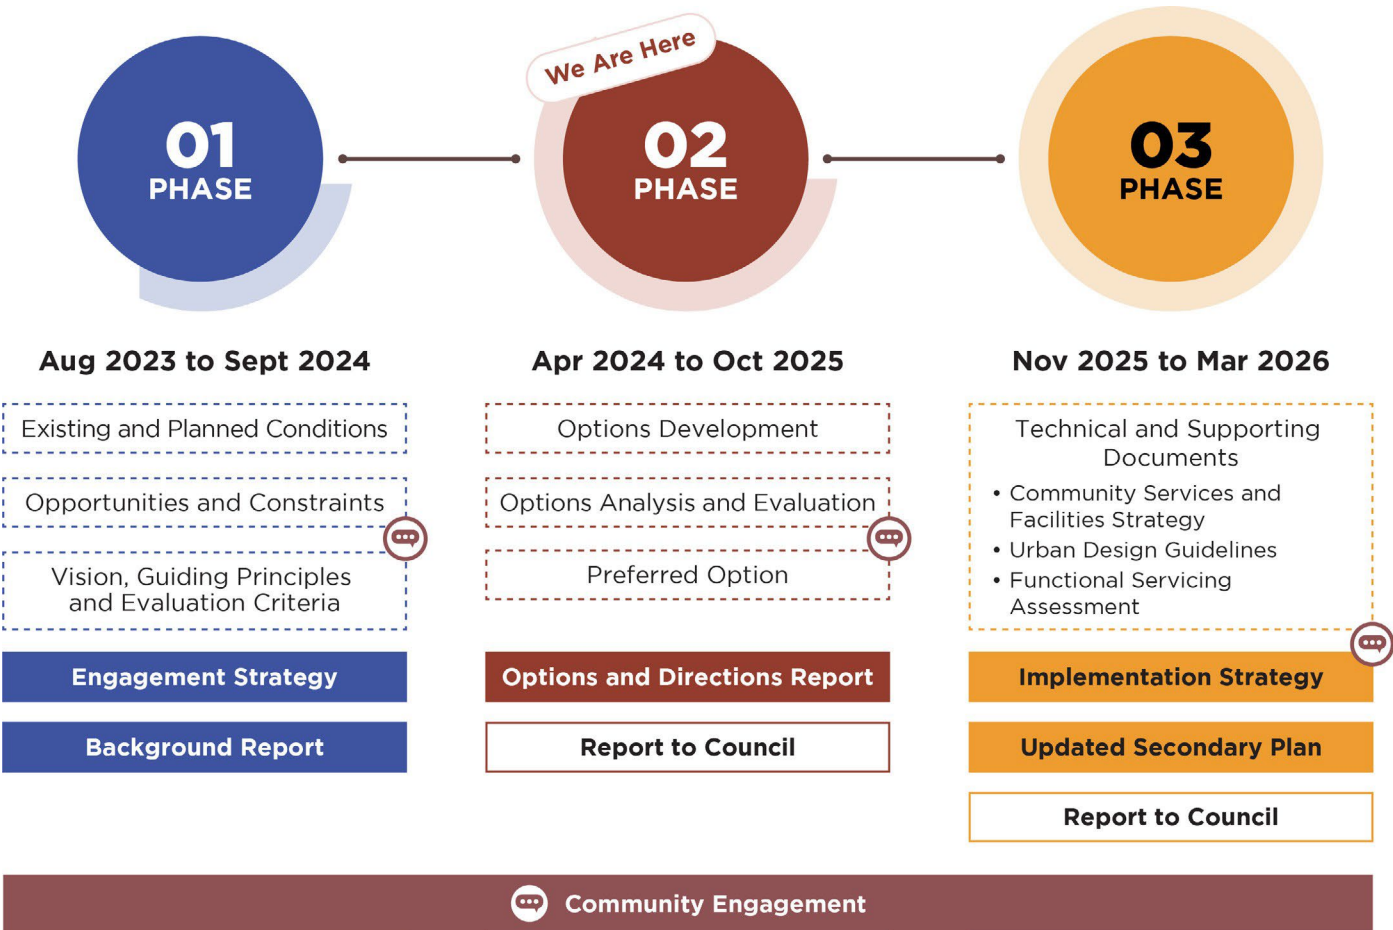 We Are Here
01
PHASE
02
PHASE
03
PHASE
Aug 2023 to Sept 2024
Existing and Planned Conditions
Opportunities and Constraints
Vision, Guiding Principles
and Evaluation Criteria
Engagement Strategy
Background Report
Apr 2024 to Oct 2025
Options Development
Options Analysis and Evaluation
Preferred Option
Options and Directions Report
Report to Council
Nov 2025 to Mar 2026
Technical and Supporting
Documents
• Community Services and
Facilities Strategy
• Urban Design Guidelines
• Functional Servicing
Assessment
Implementation Strategy
Updated Secondary Plan
Report to Council
Community Engagement